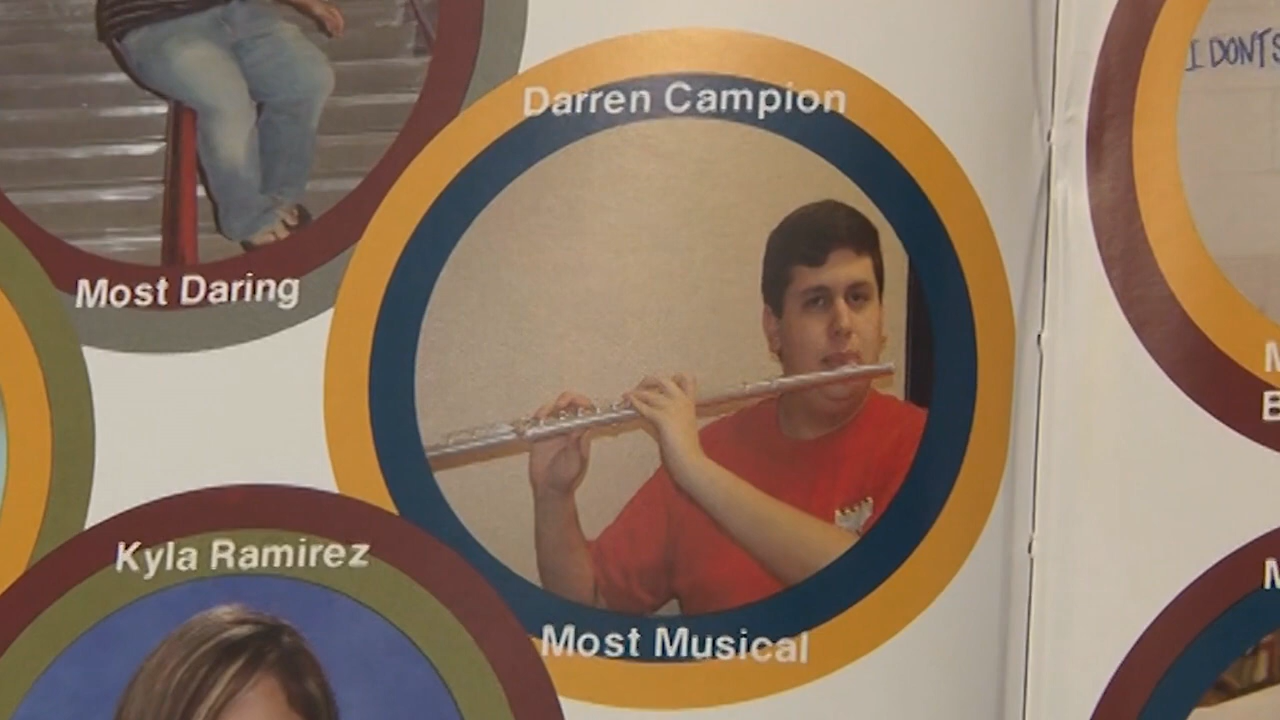 Darren Campion
Most Musical
Most Daring
Kyla Ramirez
I DONT